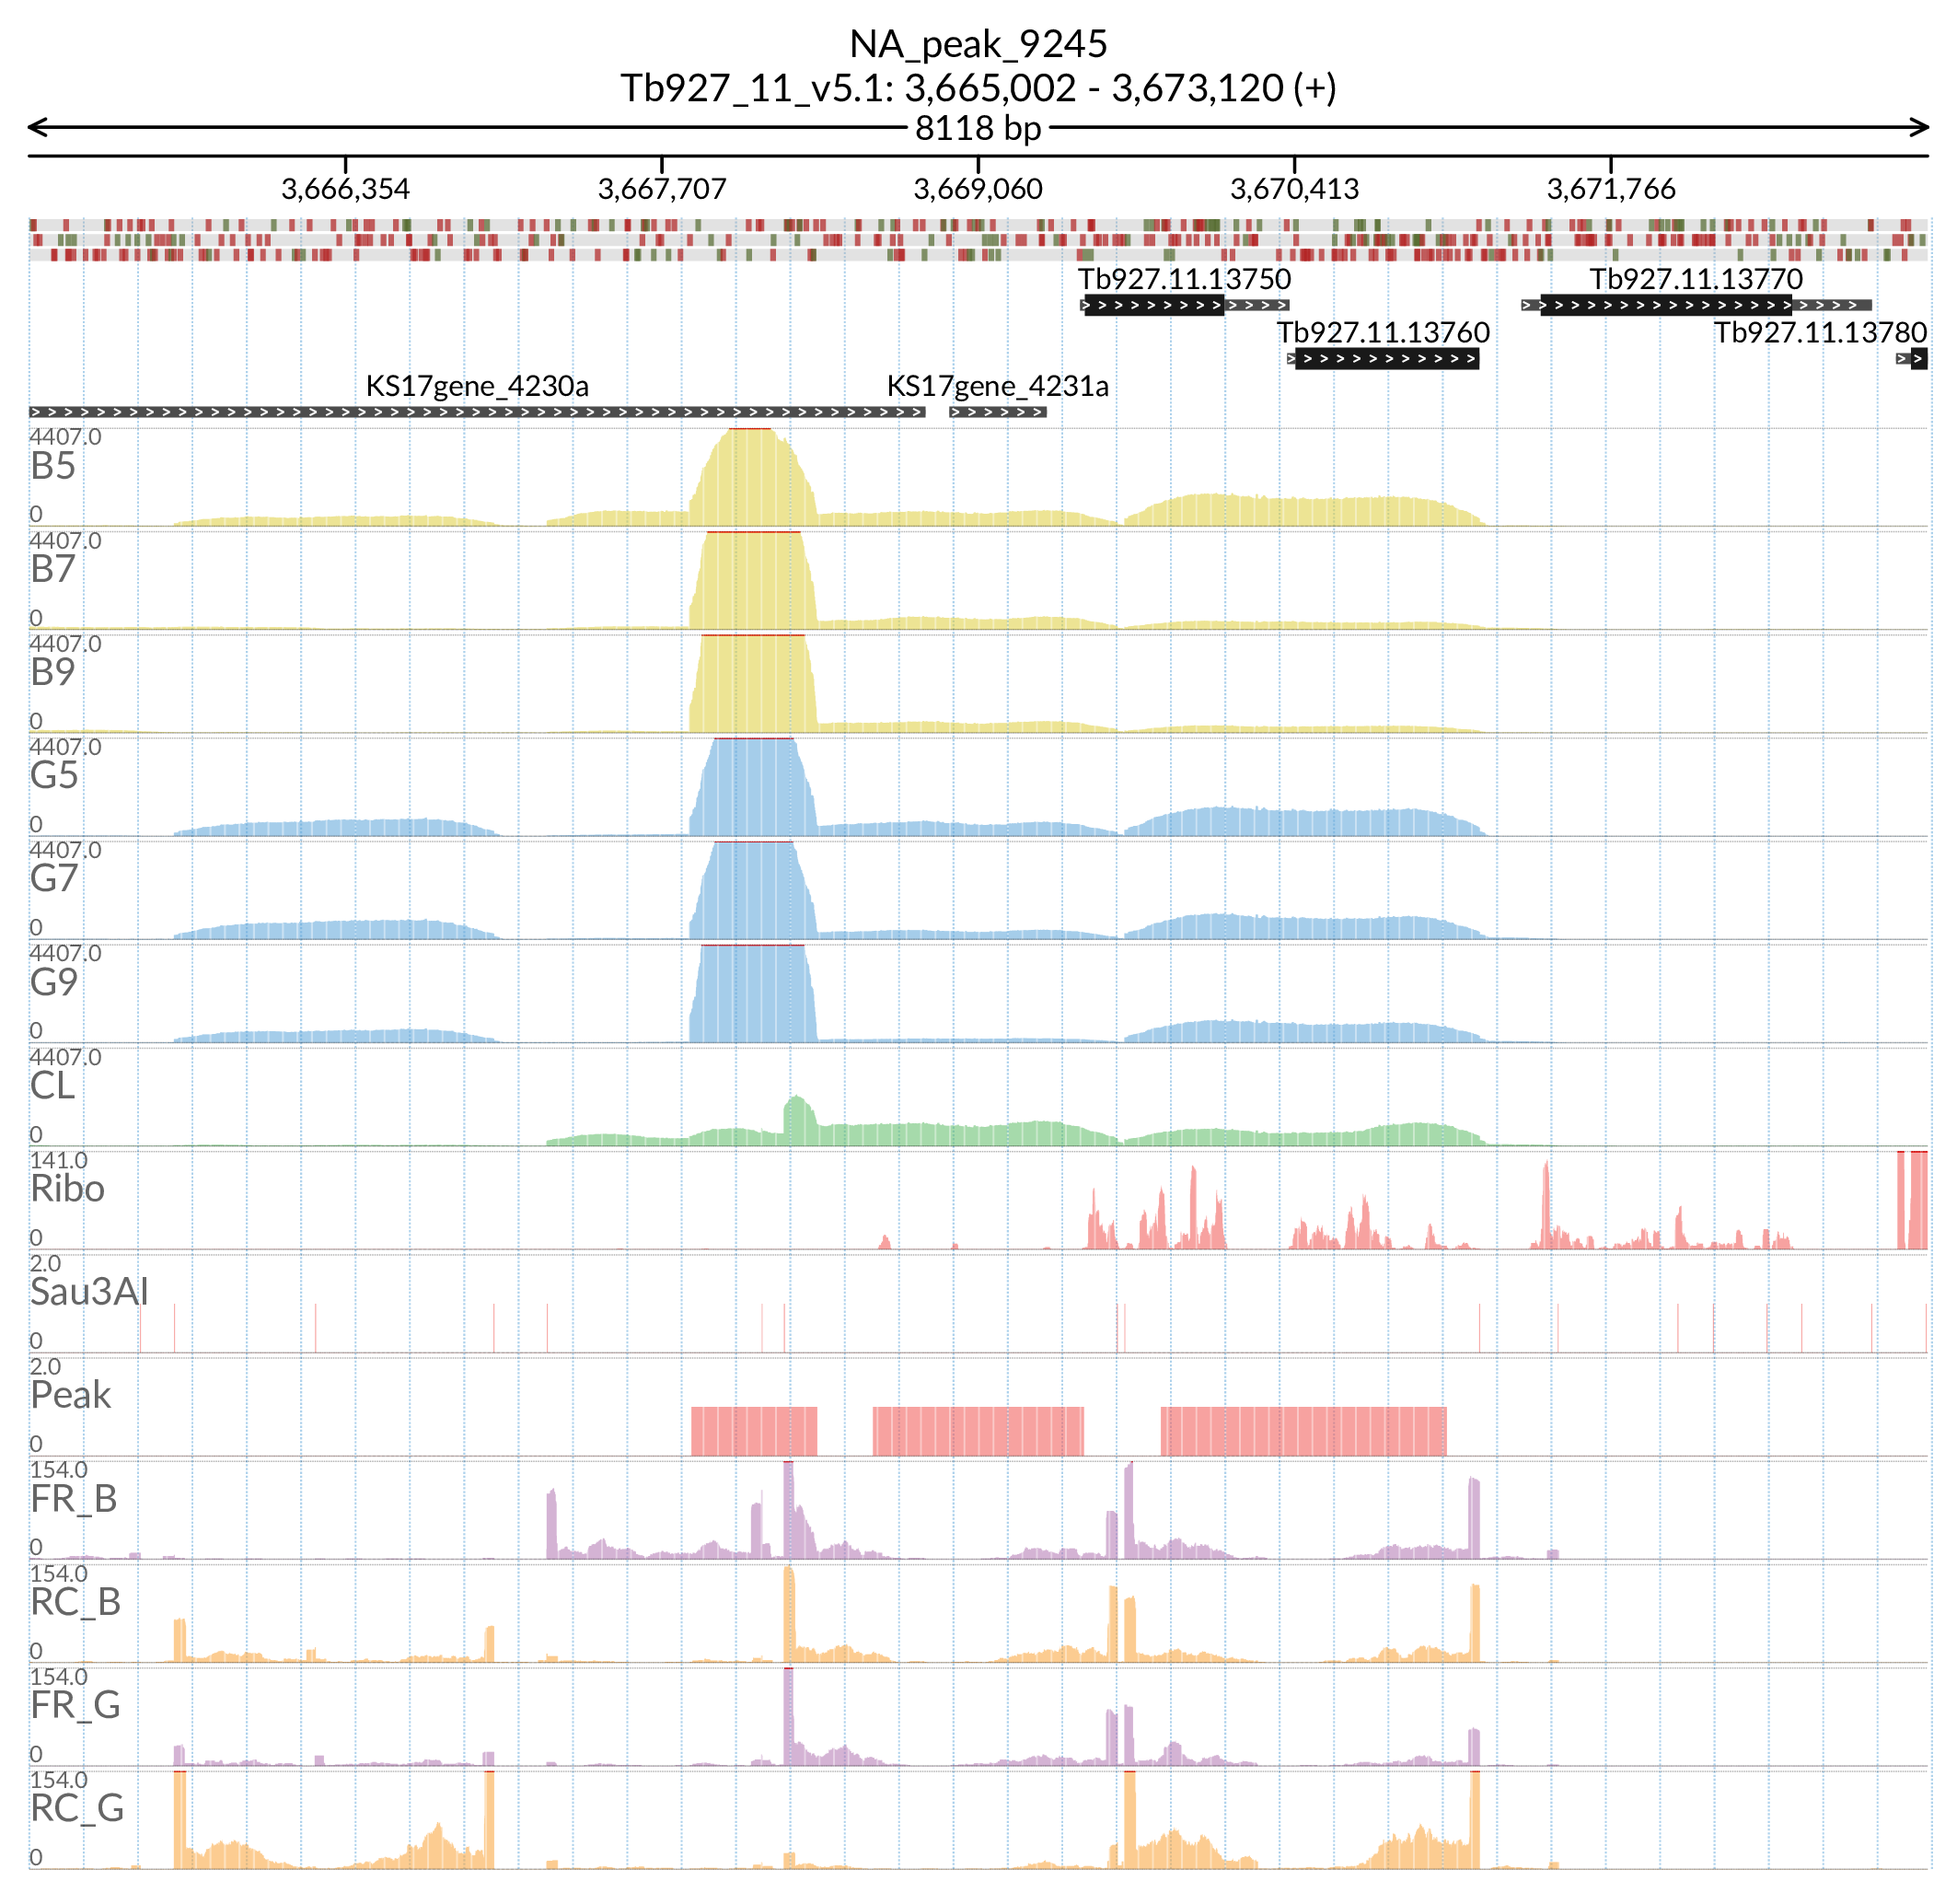 NA_peak_9245
Tb927_11_v5.1: 3,665,002 - 3,673,120 (+)
8118 bp
3,666,354 3,667,707 3,669,060 3,670,413 3,671,766
Tb927.11.13750 Tb927.11.13770
Tb927.11.13760 Tb927.11.13780
KS17gene_4230a KS17gene_4231a
4407.0
B5
0
4407.0
B7
0
4407.0
B9
0
4407.0
G5
0
4407.0
G7
0
4407.0
G9
0
4407.0
CL
0
141.0
Ribo
0
2.0
Sau3AI
0
2.0
Peak
0
154.0
FR_B
0
154.0
RC_B
0
154.0
FR_G
0
154.0
RC_G
0